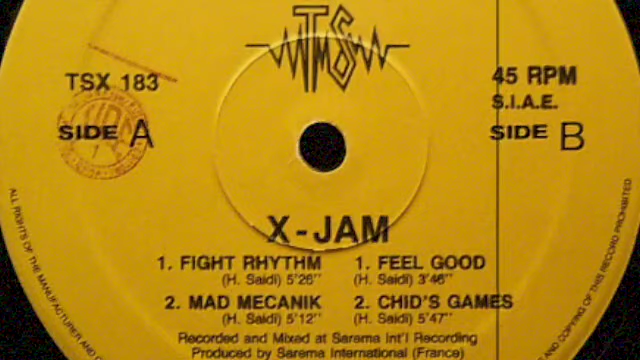 TMS
TSX 183
45 RPM
S.I.A.E.
SIDE A
SIDE B
X-JAM
1. FIGHT RHYTHM
(H. Saidi) 5'26"
2. MAD MECANIK
(H. Saidi) 5'12"
1. FEEL GOOD
(H. Saidi) 3'46"
2. CHID'S GAMES
(H. Saidi) 5'47"
Recorded and Mixed at Sarema Int'l Recording
Produced by Sarema International (France)
ALL RIGHTS OF THE MANUFACTURER AND
COPYING OF THIS RECORD PROHIBITED